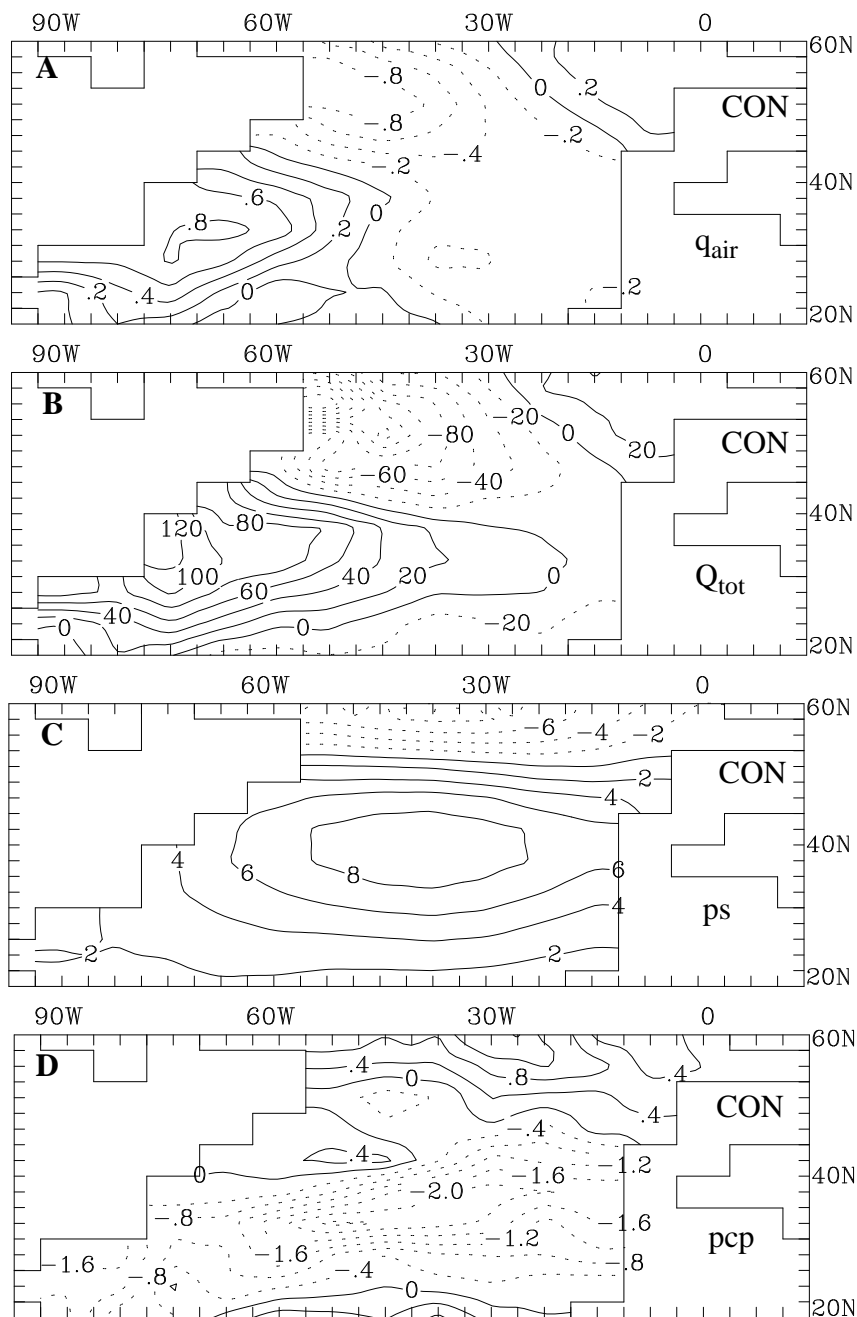 90W 60W 30W 0
60N
A
-.8
0 .2
CON
-.8
-.2
-.4
-.2
40N
.6
0
.8
.2
q_air
.2 .4 0
-.2
20N
90W 60W 30W 0
60N
B
-20
0
-80
20
CON
-60 -40
40N
120 80
100 60 40 20 0
Q_tot
40
0 0 -20
20N
90W 60W 30W 0
60N
C
-6 -4 -2
2
CON
4
40N
4
6 8 6
4
ps
2 2
20N
90W 60W 30W 0
60N
D
.4 0 .8 .4
.4
CON
-.4
.4
-1.2
0
-1.6
40N
-2.0
-.8
-1.6
-1.2
pcp
-1.6
-1.6 -.8
-.4
-.8
0
20N